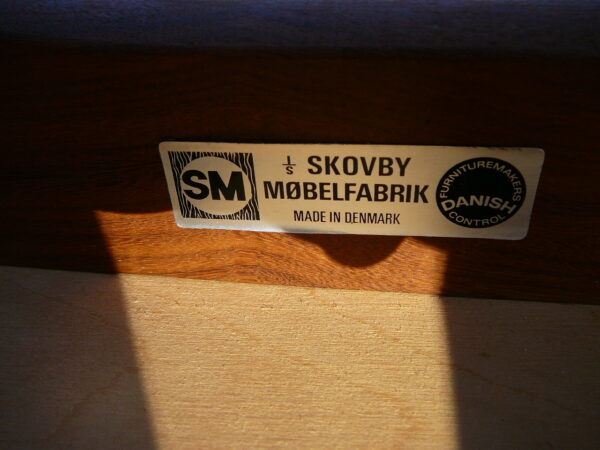 SM
I/S SKOVBY
MØBELFABRIK
MADE IN DENMARK
FURNITUREMAKERS
DANISH
CONTROL